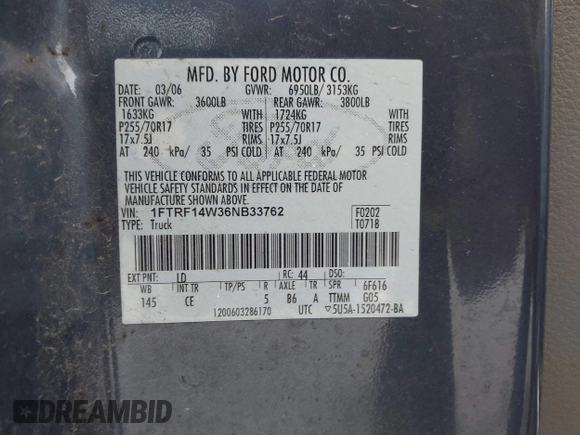 MFD. BY FORD MOTOR CO.
DATE: 03/06 GVWR: 6950LB/ 3153KG
FRONT GAWR: 3600LB REAR GAWR: 3800LB
1633KG WITH 1724KG WITH
P255/70R17 TIRES P255/70R17 TIRES
17x7.5J RIMS 17x7.5J RIMS
AT 240 kPa/ 35 PSI COLD AT 240 kPa/ 35 PSI COLD
THIS VEHICLE CONFORMS TO ALL APPLICABLE FEDERAL MOTOR
VEHICLE SAFETY STANDARDS IN EFFECT ON THE DATE OF
MANUFACTURE SHOWN ABOVE.
VIN: 1FTRF14W36NB33762 F0202
TYPE: Truck T0718
EXT PNT: LD RC: 44 DSO:
WB INT TR TP/PS R AXLE TR SPR 6F616
145 CE 5 B6 A TTMM G05
1200603286170 UTC ▽5U5A-1520472-BA
DREAMBID